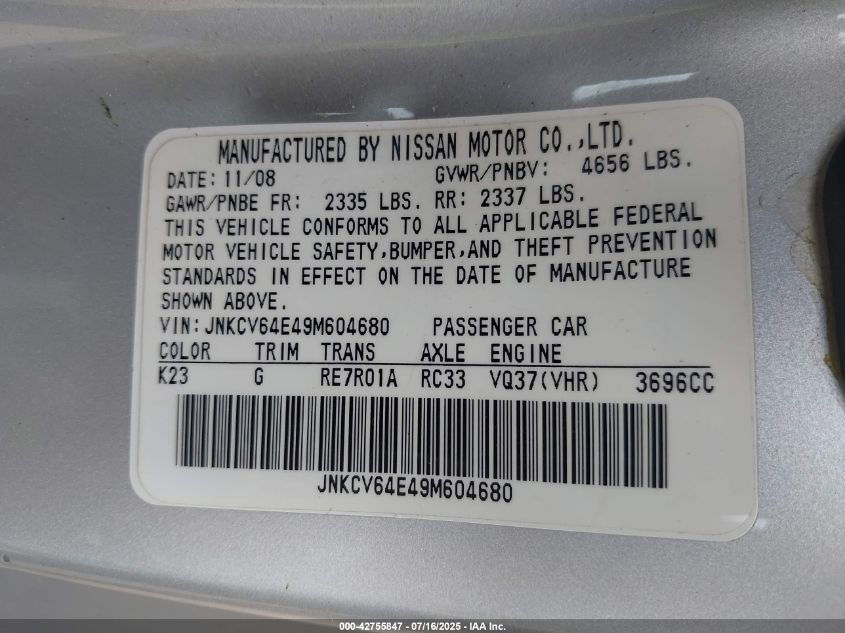 MANUFACTURED BY NISSAN MOTOR CO.,LTD.
DATE: 11/08 GVWR/PNBV: 4656 LBS.
GAWR/PNBE FR: 2335 LBS. RR: 2337 LBS.
THIS VEHICLE CONFORMS TO ALL APPLICABLE FEDERAL
MOTOR VEHICLE SAFETY,BUMPER,AND THEFT PREVENTION
STANDARDS IN EFFECT ON THE DATE OF MANUFACTURE
SHOWN ABOVE.
VIN:JNKCV64E49M604680 PASSENGER CAR
COLOR TRIM TRANS AXLE ENGINE
K23 G RE7R01A RC33 VQ37(VHR) 3696CC
JNKCV64E49M604680
000-42755847 - 07/16/2025 - IAA Inc.